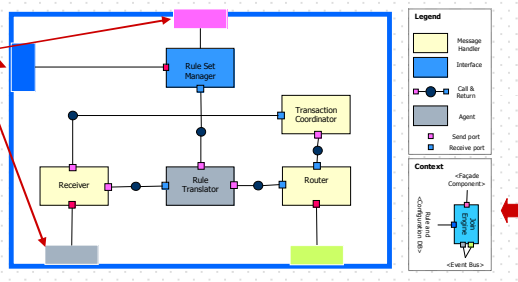 Rule Set
Manager
Transaction
Coordinator
Receiver
Rule
Translator
Router
Legend
Message
Handler
Interface
Call &
Return
Agent
Send port
Receive port
Context
<Façade
Component>
Rule and
<Configuration DB>
Join
Engine
<Event Bus>